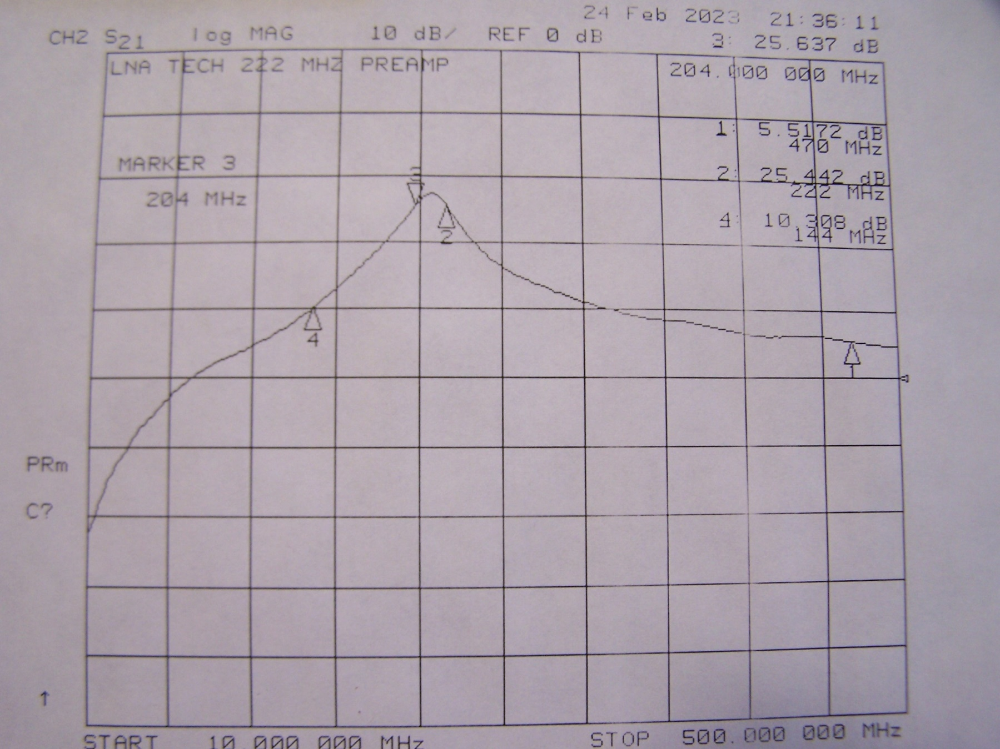 24 Feb 2023 21:36:11
CH2 S21 log MAG 10 dB/ REF 0 dB 3: 25.637 dB
LNA TECH 222 MHZ PREAMP 204.000 000 MHz
1: 5.5172 dB
470 MHz
MARKER 3
204 MHz
2: 25.442 dB
222 MHz
4: 10.308 dB
144 MHz
3
2
4
1
PRm
C?
↑
START 10.000 000 MHz STOP 500.000 000 MHz